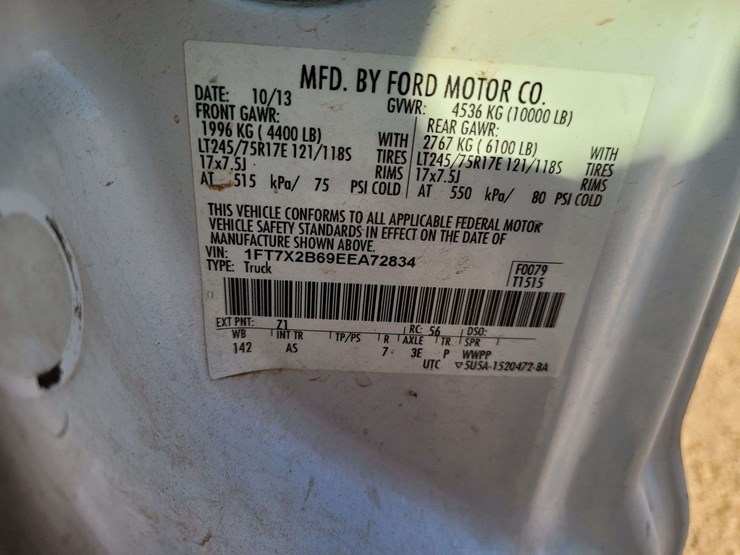 MFD. BY FORD MOTOR CO.
DATE: 10/13
GVWR: 4536 KG (10000 LB)
FRONT GAWR:
1996 KG ( 4400 LB) WITH
LT245/75R17E 121/118S TIRES
17x7.5J RIMS
AT 515 kPa/ 75 PSI COLD
REAR GAWR:
2767 KG ( 6100 LB) WITH
LT245/75R17E 121/118S TIRES
17x7.5J RIMS
AT 550 kPa/ 80 PSI COLD
THIS VEHICLE CONFORMS TO ALL APPLICABLE FEDERAL MOTOR
VEHICLE SAFETY STANDARDS IN EFFECT ON THE DATE OF
MANUFACTURE SHOWN ABOVE.
VIN: 1FT7X2B69EEA72834
TYPE: Truck
F0079
T1515
EXT PNT: Z1 RC: 56 DSO:
WB INT TR TP/PS R AXLE TR SPR
142 AS 7 3E P WWPP
UTC ▽5U5A-1520472-BA